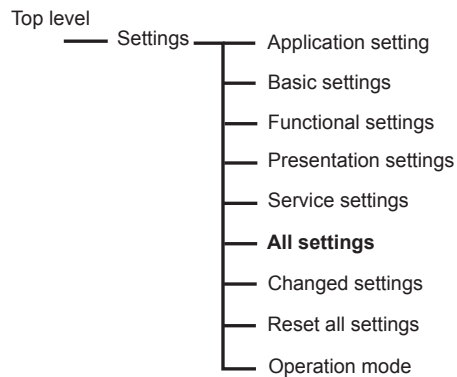 Top level
Settings
Application setting
Basic settings
Functional settings
Presentation settings
Service settings
All settings
Changed settings
Reset all settings
Operation mode